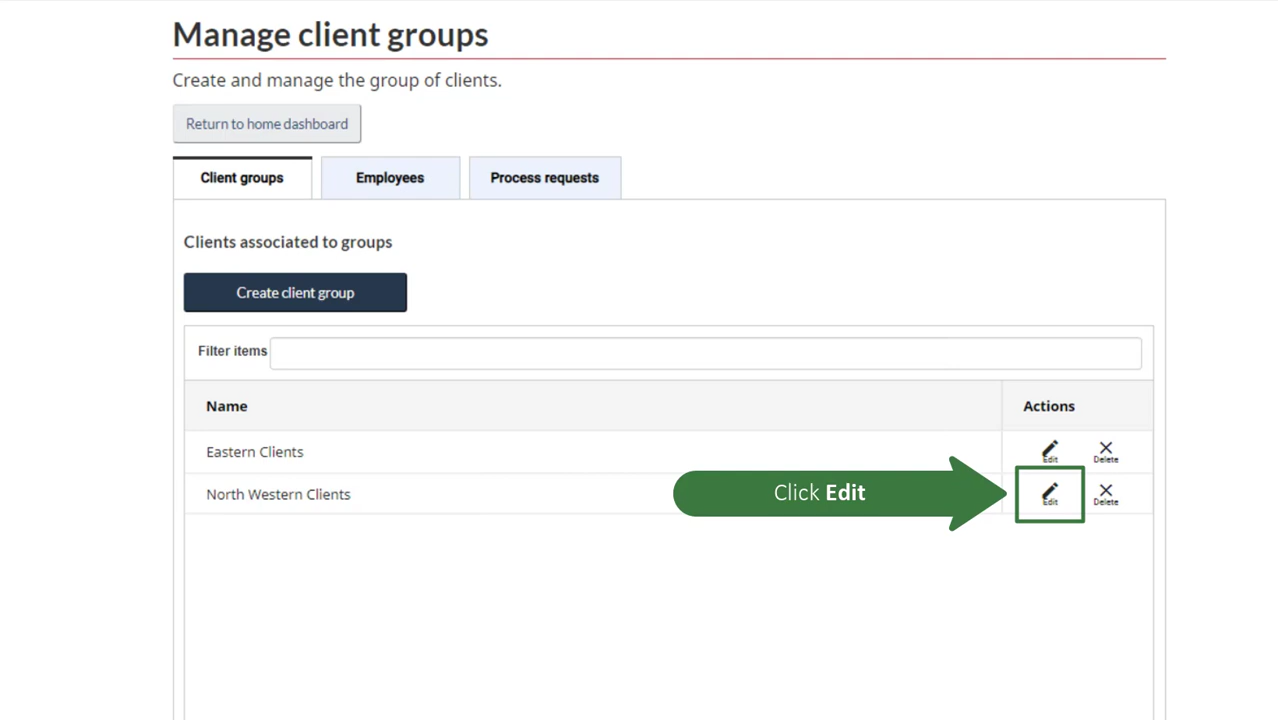 Manage client groups
Create and manage the group of clients.
Return to home dashboard
Client groups
Employees
Process requests
Clients associated to groups
Create client group
Filter items
Name
Actions
Eastern Clients
Edit
Delete
North Western Clients
Click Edit
Edit
Delete